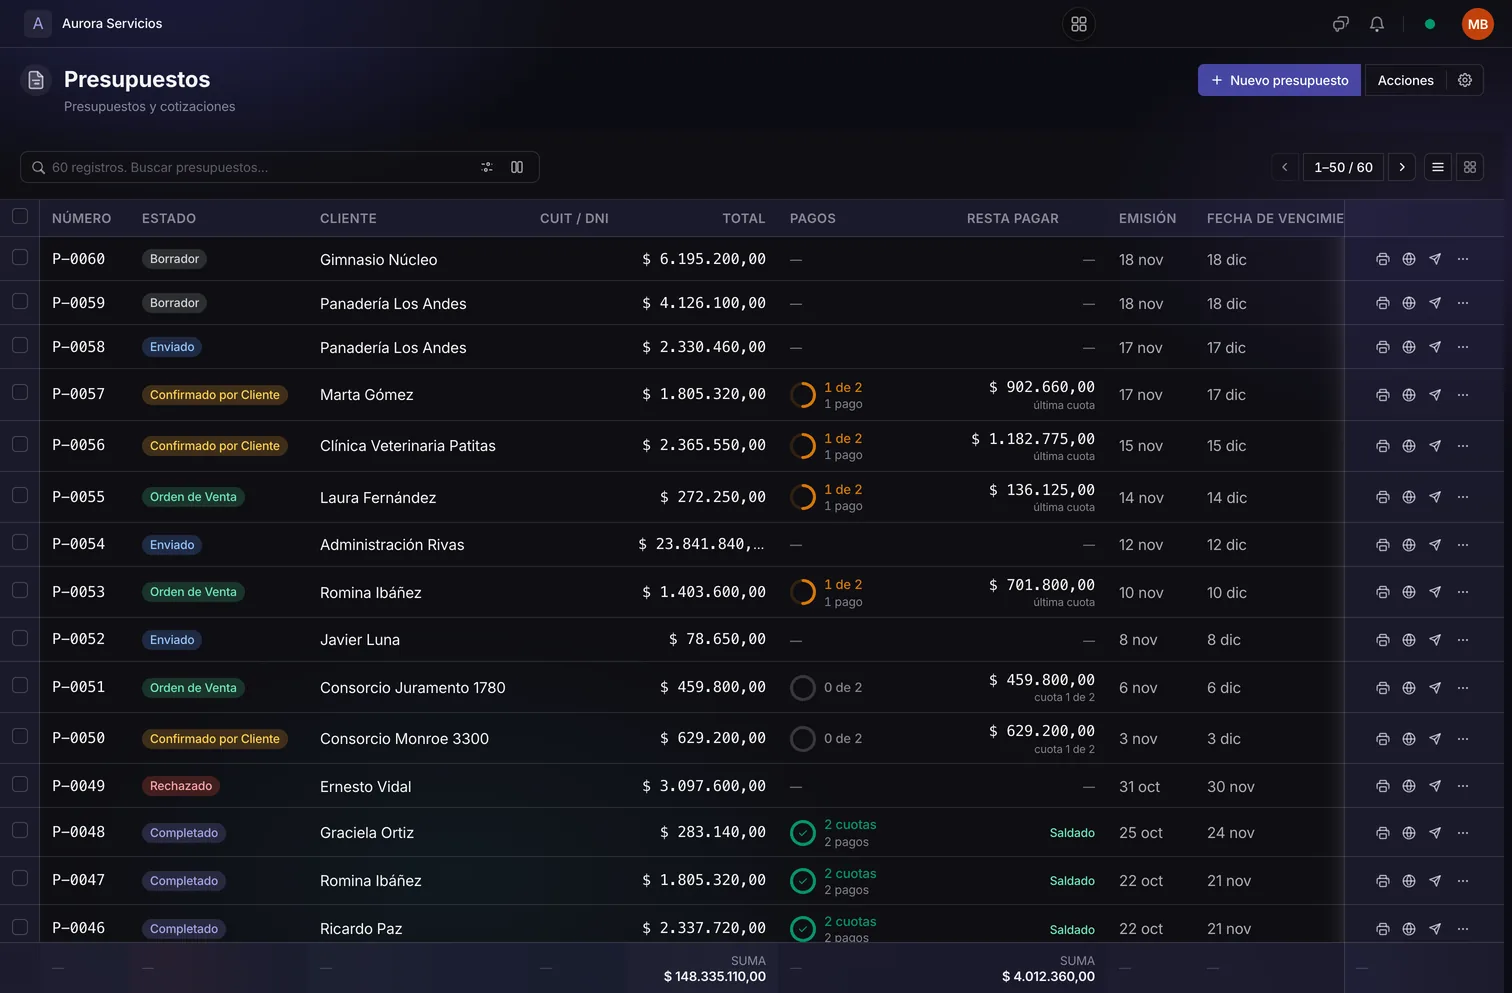 A Aurora Servicios MB
Presupuestos
Presupuestos y cotizaciones
+ Nuevo presupuesto Acciones
60 registros. Buscar presupuestos... 1–50 / 60
NÚMERO ESTADO CLIENTE CUIT / DNI TOTAL PAGOS RESTA PAGAR EMISIÓN FECHA DE VENCIMIE
P–0060 Borrador Gimnasio Núcleo $ 6.195.200,00 — — 18 nov 18 dic
P–0059 Borrador Panadería Los Andes $ 4.126.100,00 — — 18 nov 18 dic
P–0058 Enviado Panadería Los Andes $ 2.330.460,00 — — 17 nov 17 dic
P–0057 Confirmado por Cliente Marta Gómez $ 1.805.320,00 1 de 2 $ 902.660,00 17 nov 17 dic
1 pago última cuota
P–0056 Confirmado por Cliente Clínica Veterinaria Patitas $ 2.365.550,00 1 de 2 $ 1.182.775,00 15 nov 15 dic
1 pago última cuota
P–0055 Orden de Venta Laura Fernández $ 272.250,00 1 de 2 $ 136.125,00 14 nov 14 dic
1 pago última cuota
P–0054 Enviado Administración Rivas $ 23.841.840,... — — 12 nov 12 dic
P–0053 Orden de Venta Romina Ibáñez $ 1.403.600,00 1 de 2 $ 701.800,00 10 nov 10 dic
1 pago última cuota
P–0052 Enviado Javier Luna $ 78.650,00 — — 8 nov 8 dic
P–0051 Orden de Venta Consorcio Juramento 1780 $ 459.800,00 0 de 2 $ 459.800,00 6 nov 6 dic
cuota 1 de 2
P–0050 Confirmado por Cliente Consorcio Monroe 3300 $ 629.200,00 0 de 2 $ 629.200,00 3 nov 3 dic
cuota 1 de 2
P–0049 Rechazado Ernesto Vidal $ 3.097.600,00 — — 31 oct 30 nov
P–0048 Completado Graciela Ortiz $ 283.140,00 2 cuotas Saldado 25 oct 24 nov
2 pagos
P–0047 Completado Romina Ibáñez $ 1.805.320,00 2 cuotas Saldado 22 oct 21 nov
2 pagos
P–0046 Completado Ricardo Paz $ 2.337.720,00 2 cuotas Saldado 22 oct 21 nov
2 pagos
— — — — SUMA — SUMA — — —
$ 148.335.110,00 $ 4.012.360,00